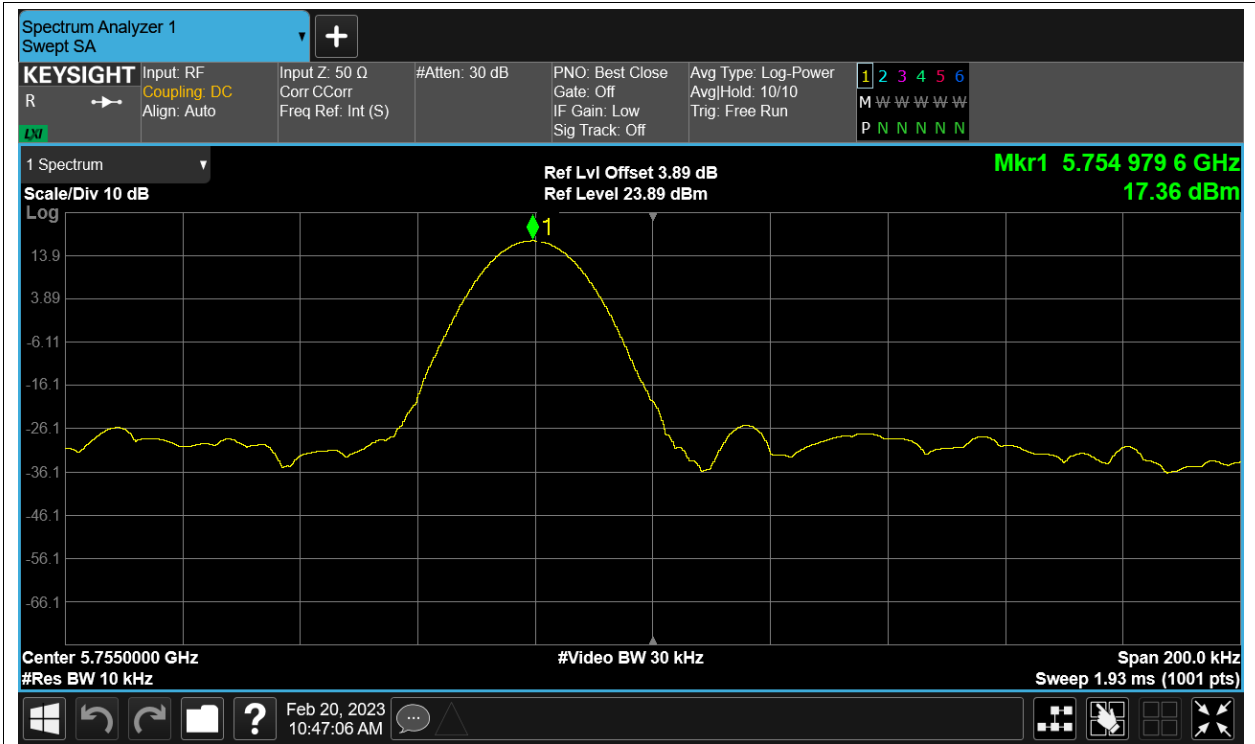 Spectrum Analyzer 1
Swept SA
+
KEYSIGHT
R
LXI
Input: RF
Coupling: DC
Align: Auto
Input Z: 50 Ω
Corr CCorr
Freq Ref: Int (S)
#Atten: 30 dB
PNO: Best Close
Gate: Off
IF Gain: Low
Sig Track: Off
Avg Type: Log-Power
Avg|Hold: 10/10
Trig: Free Run
1 2 3 4 5 6
M W W W W W
P N N N N N
1 Spectrum
Scale/Div 10 dB
Ref Lvl Offset 3.89 dB
Ref Level 23.89 dBm
Mkr1 5.754 979 6 GHz
17.36 dBm
Log
1
13.9
3.89
-6.11
-16.1
-26.1
-36.1
-46.1
-56.1
-66.1
Center 5.7550000 GHz
#Res BW 10 kHz
#Video BW 30 kHz
Span 200.0 kHz
Sweep 1.93 ms (1001 pts)
?
Feb 20, 2023
10:47:06 AM